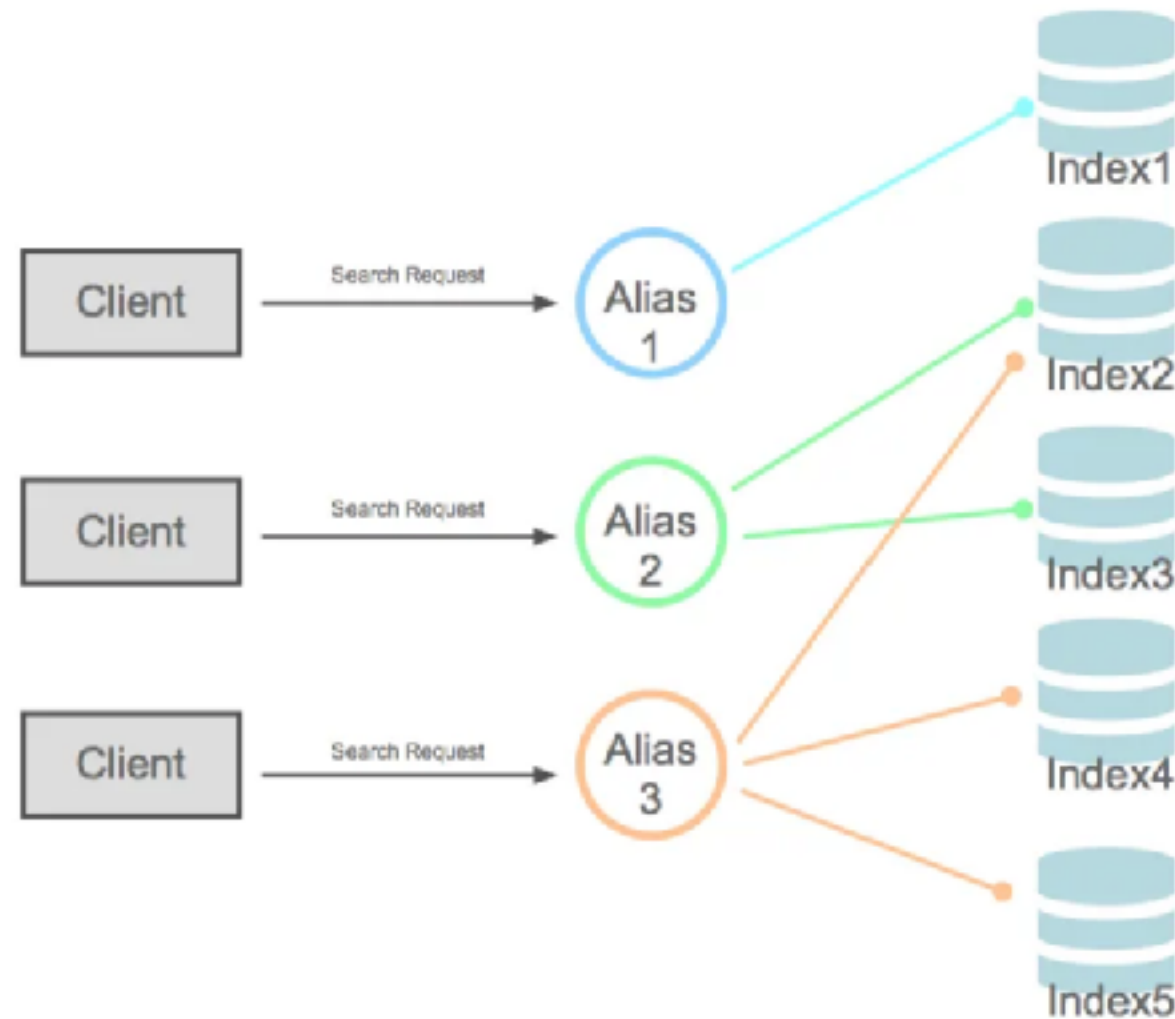 Index1
Client
Search Request
Alias
1
Index2
Client
Search Request
Alias
2
Index3
Client
Search Request
Alias
3
Index4
Index5